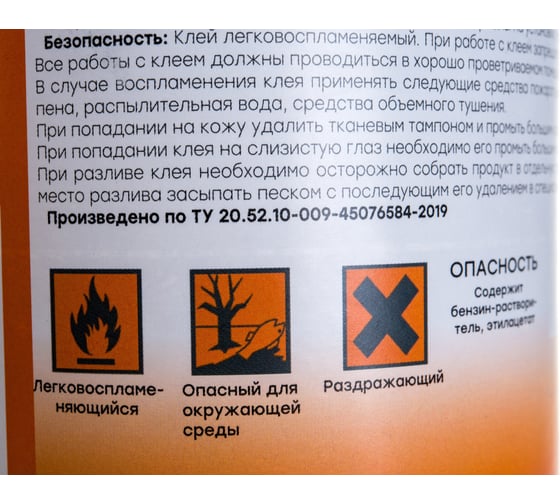 Безопасность: Клей легковоспламеняемый. При работе с клеем
Все работы с клеем должны проводиться в хорошо проветриваемом
В случае воспламенения клея применять следующие средство
пена, распылительная вода, средства объемного тушения.
При попадании на кожу удалить тканевым тампоном и промыть
При попадании клея на слизистую глаз необходимо его промыть
При разливе клея необходимо осторожно собрать продукт в
место разлива засыпать песком с последующим его удалением в
Произведено по ТУ 20.52.10-009-45076584-2019
ОПАСНОСТЬ
Содержит
бензин-раствори-
тель, этилацетат
Легковоспламе-
няющийся
Опасный для
окружающей
среды
Раздражающий